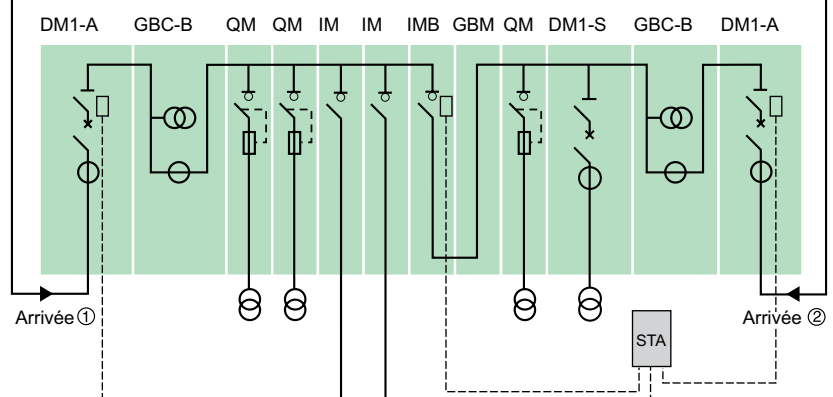 DM1-A GBC-B QM QM IM IM IMB GBM QM DM1-S GBC-B DM1-A
Arrivée ① Arrivée ②
STA